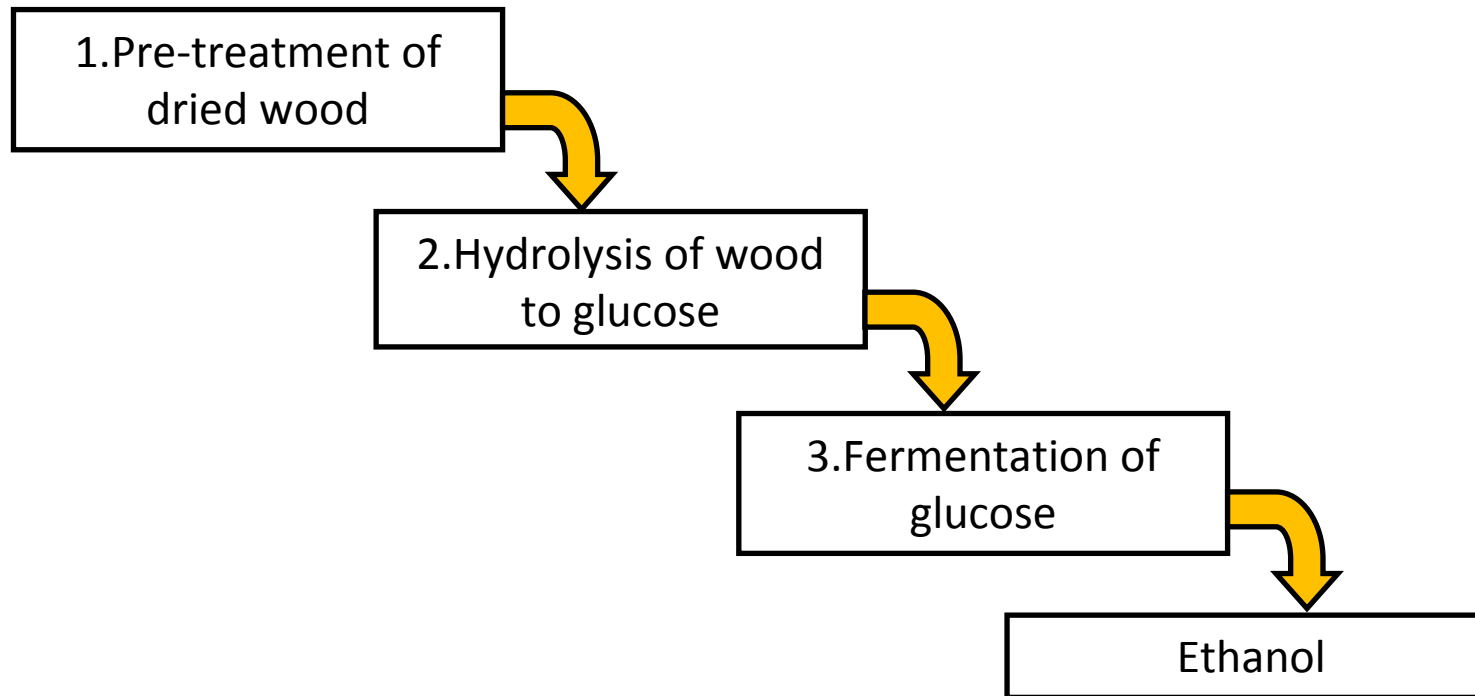 1.Pre-treatment of
dried wood
2.Hydrolysis of wood
to glucose
3.Fermentation of
glucose
Ethanol